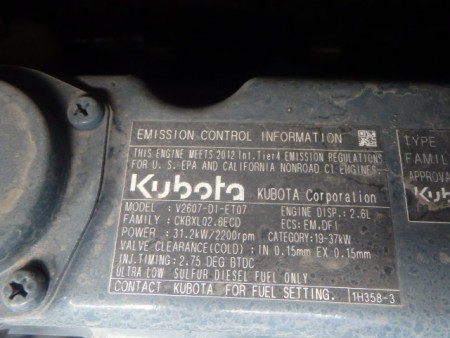 EMISSION CONTROL INFORMATION
THIS ENGINE MEETS 2012 Int.Tier4 EMISSION REGULATIONS
FOR U. S. EPA AND CALIFORNIA NONROAD CI ENGINES.
Kubota KUBOTA Corporation
MODEL : V2607-DI-ET07 ENGINE DISP.: 2.6L
FAMILY : CKBXL02.6ECD ECS:EM,DFI
POWER : 31.2kW/2200rpm CATEGORY:19-37kW
VALVE CLEARANCE(COLD) : IN 0.15mm EX 0.15mm
INJ.TIMING: 2.75 DEG BTDC
ULTRA LOW SULFUR DIESEL FUEL ONLY
CONTACT KUBOTA FOR FUEL SETTING. 1H358-3
TYPE
FAMIL
APPROVA
Ku